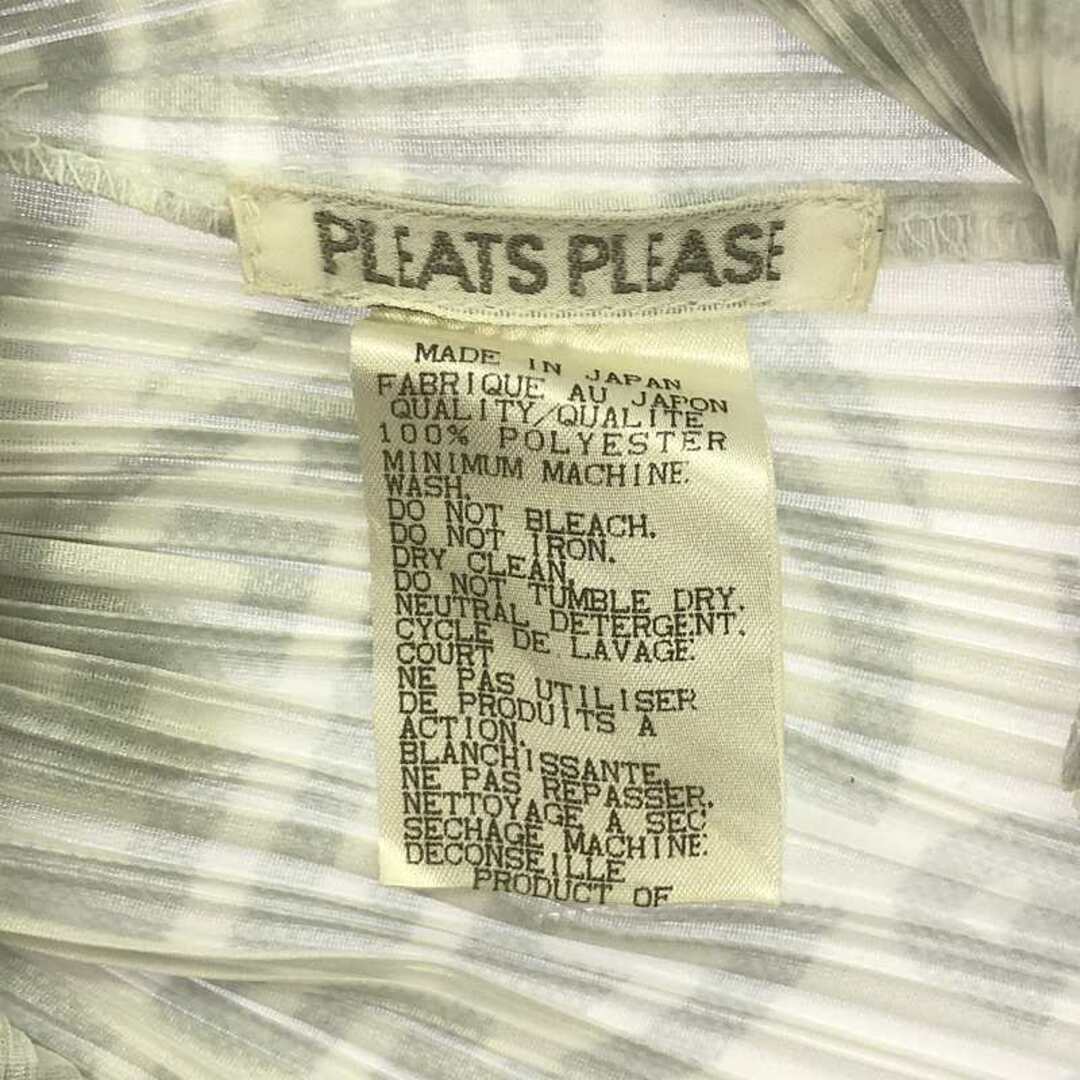 PLEATS PLEASE
MADE IN JAPAN
FABRIQUE AU JAPON
QUALITY/QUALITE
100% POLYESTER
MINIMUM MACHINE
WASH.
DO NOT BLEACH.
DO NOT IRON.
DRY CLEAN.
DO NOT TUMBLE DRY.
NEUTRAL DETERGENT.
CYCLE DE LAVAGE
COURT
NE PAS UTILISER
DE PRODUITS A
ACTION.
BLANCHISSANTE.
NE PAS REPASSER.
NETTOYAGE A SEC
SECHAGE MACHINE
DECONSEILLE
PRODUCT OF